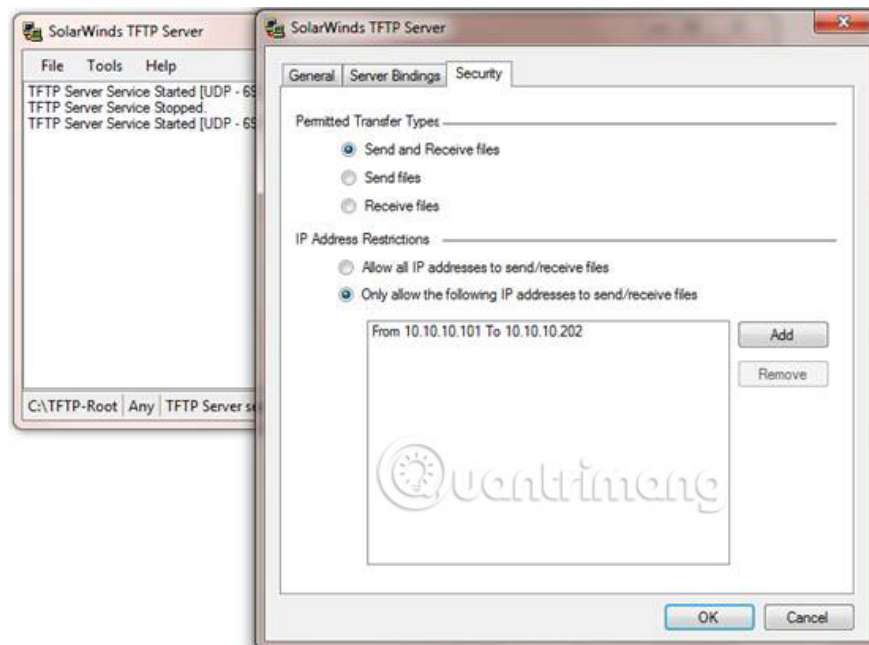 SolarWinds TFTP Server
File Tools Help
TFTP Server Service Started [UDP - 69
TFTP Server Service Stopped.
TFTP Server Service Started [UDP - 69
C:\TFTP-Root Any TFTP Server se
SolarWinds TFTP Server
General Server Bindings Security
Permitted Transfer Types
Send and Receive files
Send files
Receive files
IP Address Restrictions
Allow all IP addresses to send/receive files
Only allow the following IP addresses to send/receive files
From 10.10.10.101 To 10.10.10.202
Add
Remove
Quantrimang
OK Cancel